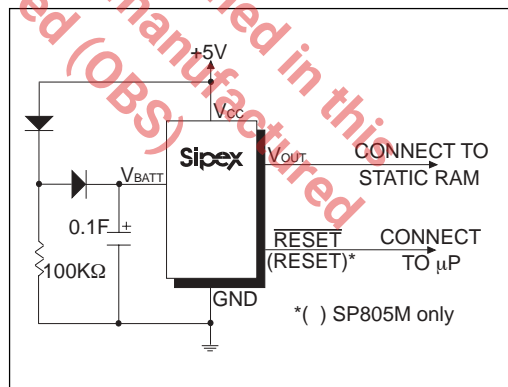 ed in this
manufactured
ed (OBS)
+5V
VCC
Sipex
VOUT
CONNECT TO
STATIC RAM
VBATT
0.1F
+
RESET
(RESET)*
CONNECT
TO µP
100KΩ
GND
*( ) SP805M only